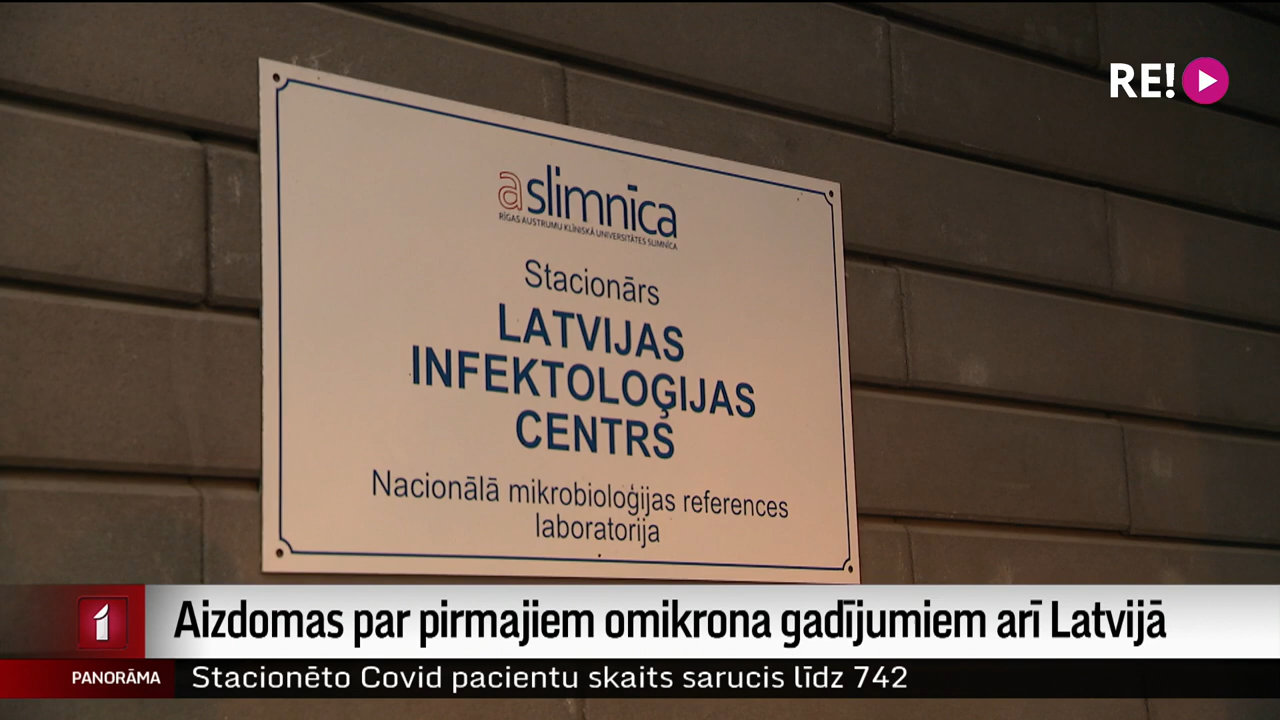 RE!
aslimnīca
RĪGAS AUSTRUMU KLĪNISKĀ UNIVERSITĀTES SLIMNĪCA
Stacionārs
LATVIJAS
INFEKTOLOĢIJAS
CENTRS
Nacionālā mikrobioloģijas references
laboratorija
1
Aizdomas par pirmajiem omikrona gadījumiem arī Latvijā
PANORĀMA
Stacionēto Covid pacientu skaits sarucis līdz 742